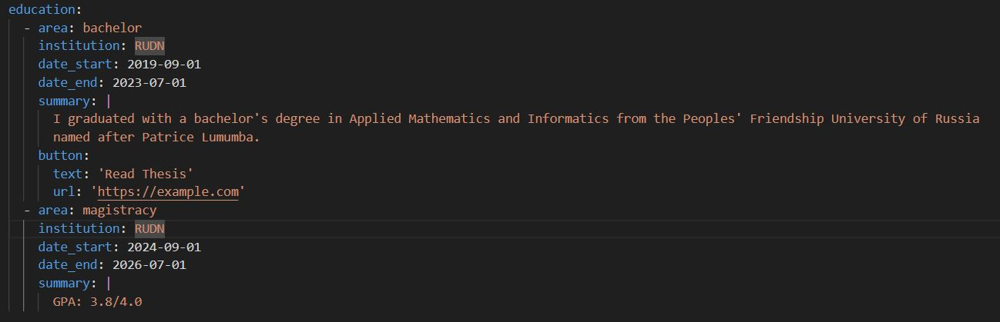 education:
  - area: bachelor
    institution: RUDN
    date_start: 2019-09-01
    date_end: 2023-07-01
    summary: |
      I graduated with a bachelor's degree in Applied Mathematics and Informatics from the Peoples' Friendship University of Russia
      named after Patrice Lumumba.
    button:
      text: 'Read Thesis'
      url: 'https://example.com'
  - area: magistracy
    institution: RUDN
    date_start: 2024-09-01
    date_end: 2026-07-01
    summary: |
      GPA: 3.8/4.0